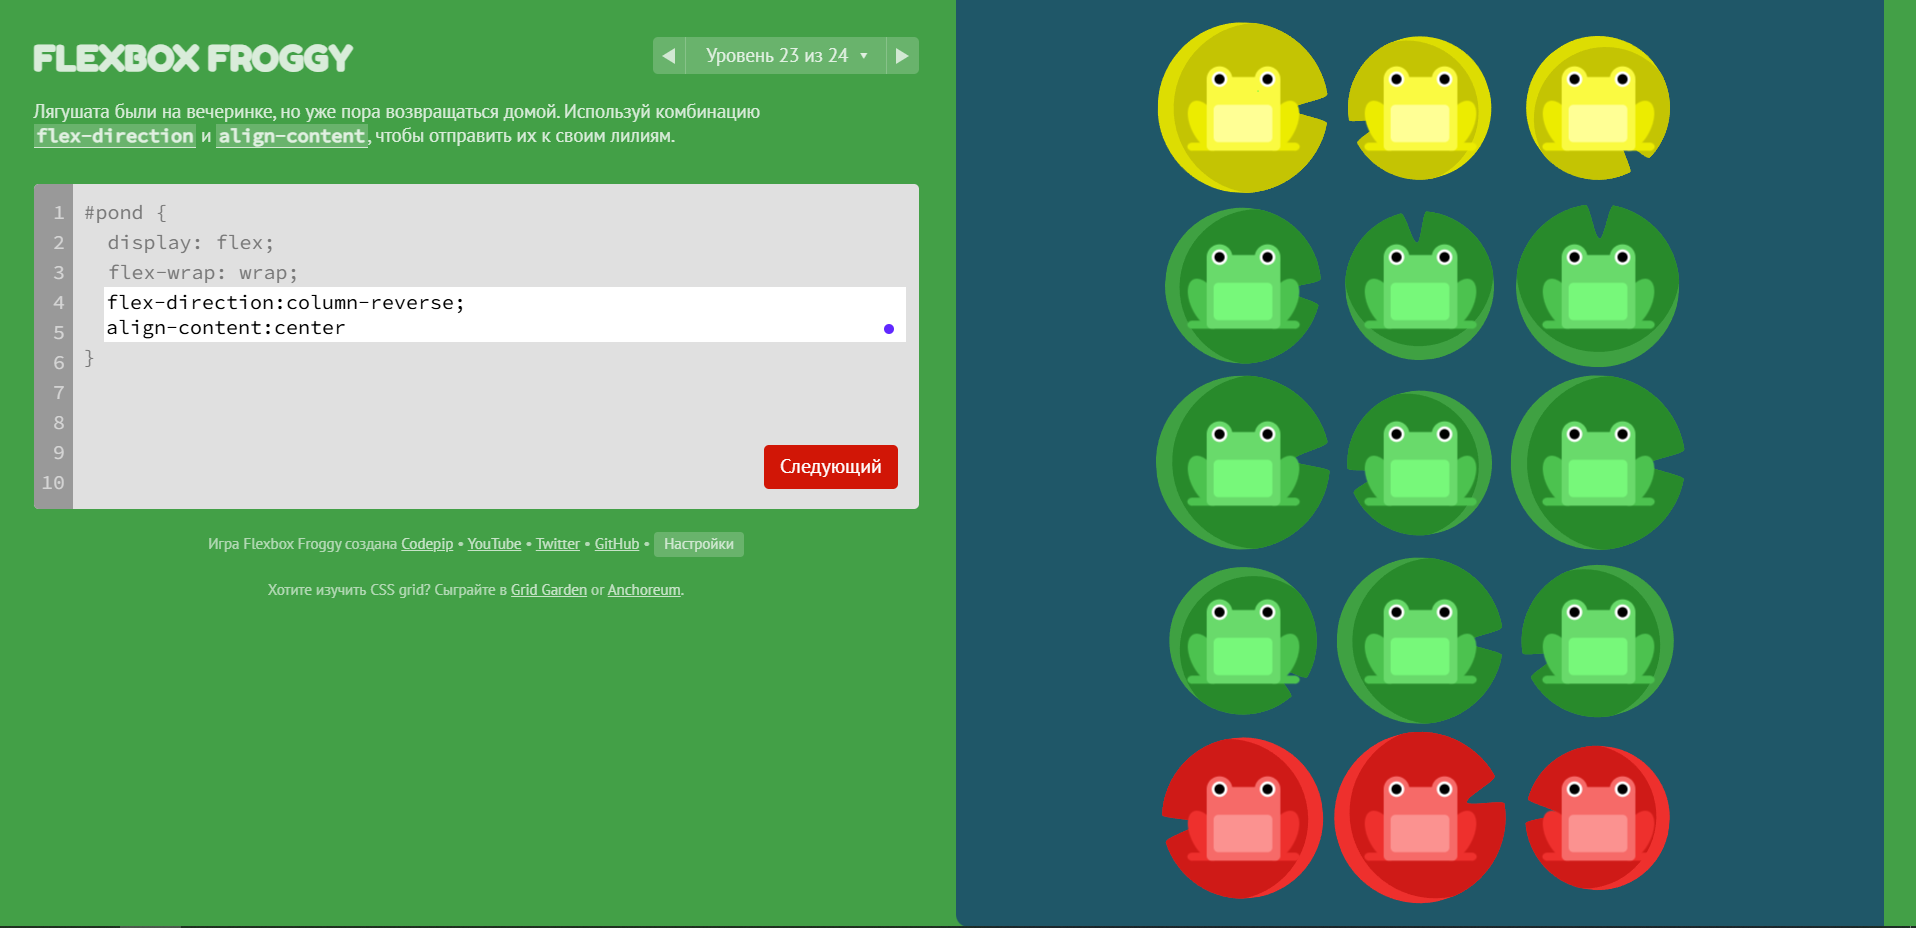 FLEXBOX FROGGY
Уровень 23 из 24
Лягушата были на вечеринке, но уже пора возвращаться домой. Используй комбинацию
flex-direction и align-content, чтобы отправить их к своим лилиям.
1 #pond {
2 display: flex;
3 flex-wrap: wrap;
4 flex-direction:column-reverse;
5 align-content:center
6 }
7
8
9
10
Следующий
Игра Flexbox Froggy создана Codepip • YouTube • Twitter • GitHub • Настройки
Хотите изучить CSS grid? Сыграйте в Grid Garden or Anchoreum.